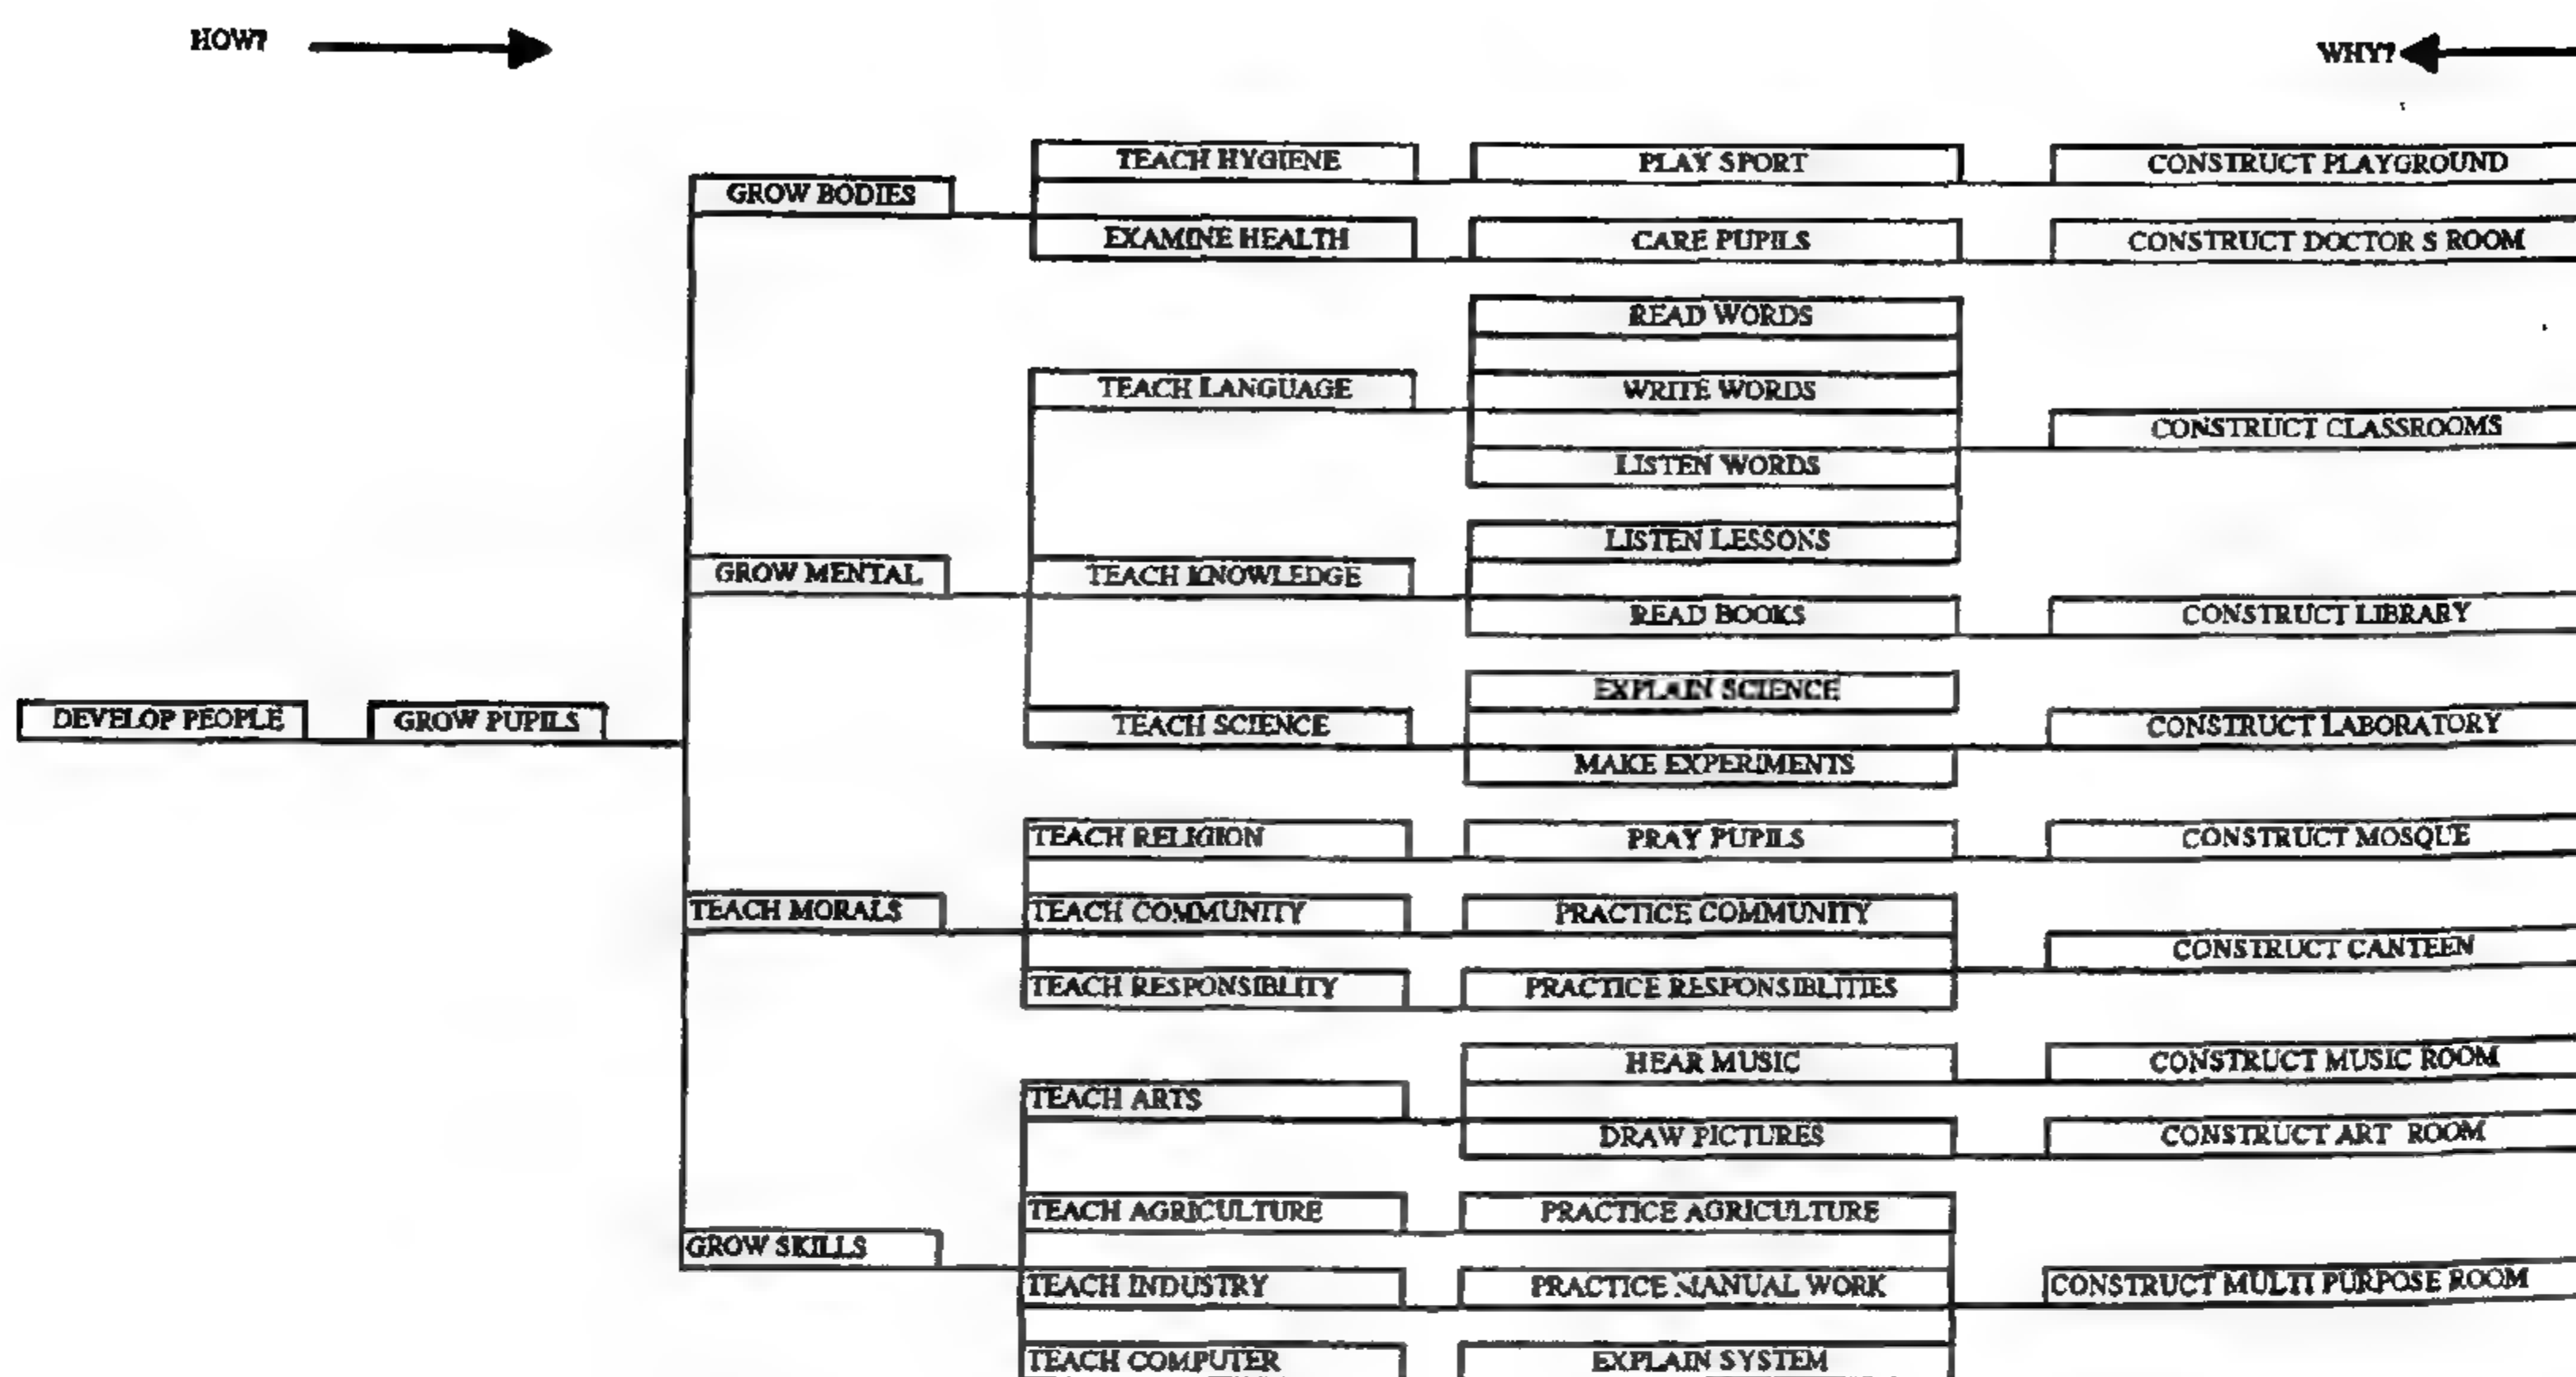 HOW?
WHY?
TEACH HYGIENE
PLAY SPORT
CONSTRUCT PLAYGROUND
GROW BODIES
EXAMINE HEALTH
CARE PUPILS
CONSTRUCT DOCTOR S ROOM
READ WORDS
TEACH LANGUAGE
WRITE WORDS
CONSTRUCT CLASSROOMS
LISTEN WORDS
LISTEN LESSONS
GROW MENTAL
TEACH KNOWLEDGE
READ BOOKS
CONSTRUCT LIBRARY
EXPLAIN SCIENCE
DEVELOP PEOPLE
GROW PUPILS
TEACH SCIENCE
CONSTRUCT LABORATORY
MAKE EXPERIMENTS
TEACH RELIGION
PRAY PUPILS
CONSTRUCT MOSQUE
TEACH MORALS
TEACH COMMUNITY
PRACTICE COMMUNITY
CONSTRUCT CANTEEN
TEACH RESPONSIBLITY
PRACTICE RESPONSIBLITIES
HEAR MUSIC
CONSTRUCT MUSIC ROOM
TEACH ARTS
DRAW PICTURES
CONSTRUCT ART ROOM
TEACH AGRICULTURE
PRACTICE AGRICULTURE
GROW SKILLS
TEACH INDUSTRY
PRACTICE MANUAL WORK
CONSTRUCT MULTI PURPOSE ROOM
TEACH COMPUTER
EXPLAIN SYSTEM